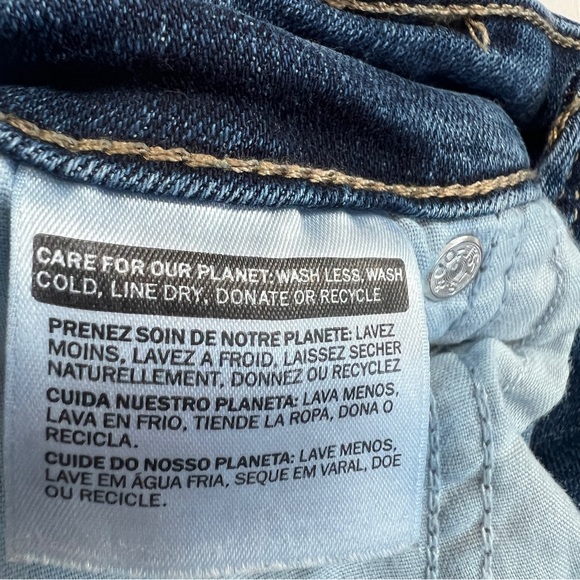 CARE FOR OUR PLANET: WASH LESS, WASH
COLD, LINE DRY, DONATE OR RECYCLE
PRENEZ SOIN DE NOTRE PLANETE: LAVEZ
MOINS, LAVEZ A FROID, LAISSEZ SECHER
NATURELLEMENT, DONNEZ OU RECYCLEZ
CUIDA NUESTRO PLANETA: LAVA MENOS,
LAVA EN FRIO, TIENDE LA ROPA, DONA O
RECICLA.
CUIDE DO NOSSO PLANETA: LAVE MENOS,
LAVE EM ÁGUA FRIA, SEQUE EM VARAL, DOE
OU RECICLE.